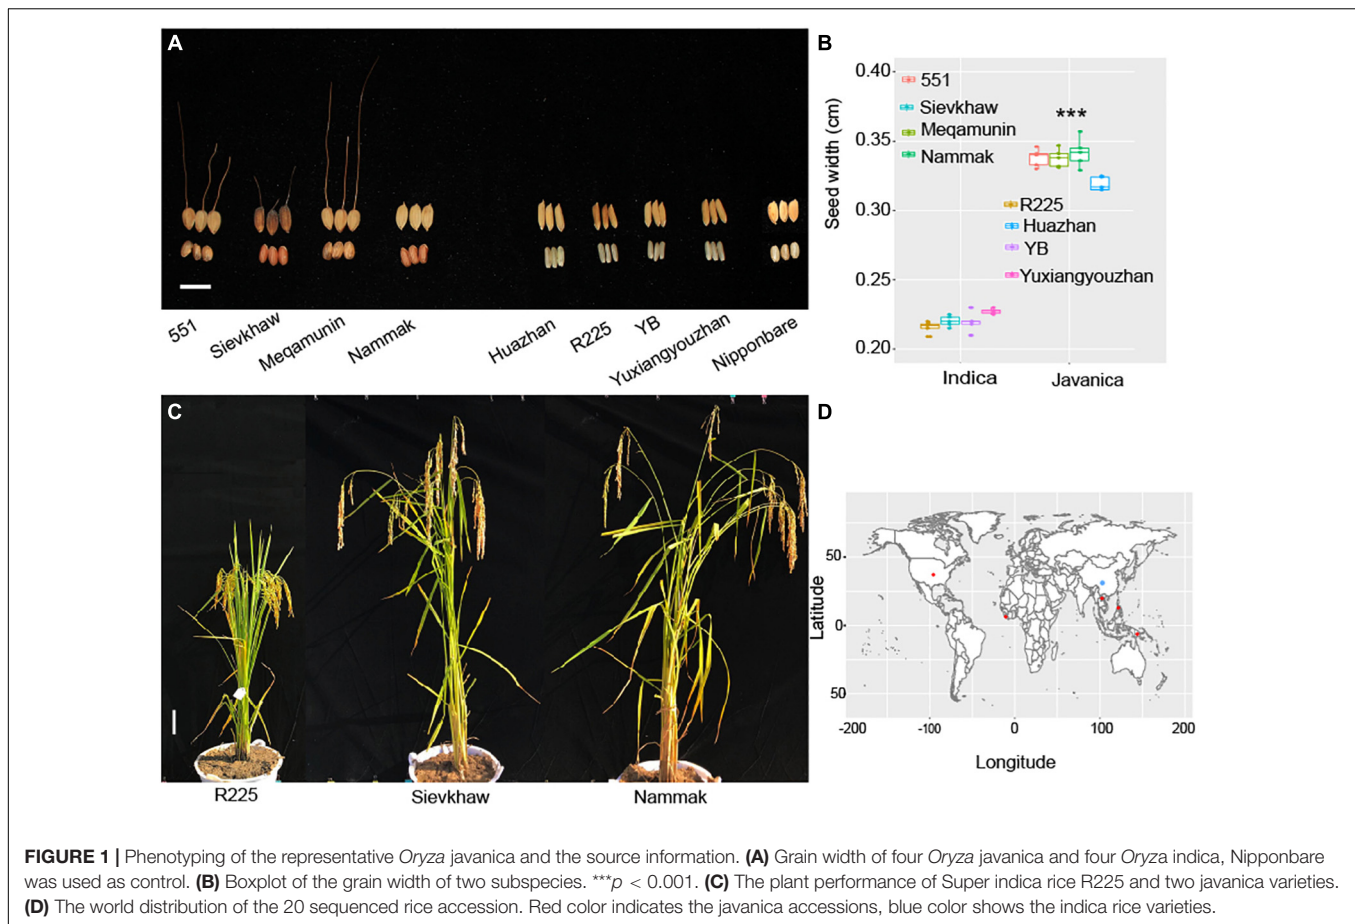 A
551
Sievkhaw
Meqamunin
Nammak
Huazhan
R225
YB
Yuxiangyouzhan
Nipponbare
B
Seed width (cm)
0.40
0.35
0.30
0.25
0.20
551
Sievkhaw
Meqamunin
Nammak
***
R225
Huazhan
YB
Yuxiangyouzhan
Indica
Javanica
C
R225
Sievkhaw
Nammak
D
Latitude
50
0
50
-200
-100
0
100
200
Longitude
FIGURE 1 | Phenotyping of the representative Oryza javanica and the source information. (A) Grain width of four Oryza javanica and four Oryza indica, Nipponbare
was used as control. (B) Boxplot of the grain width of two subspecies. ***p < 0.001. (C) The plant performance of Super indica rice R225 and two javanica varieties.
(D) The world distribution of the 20 sequenced rice accession. Red color indicates the javanica accessions, blue color shows the indica rice varieties.